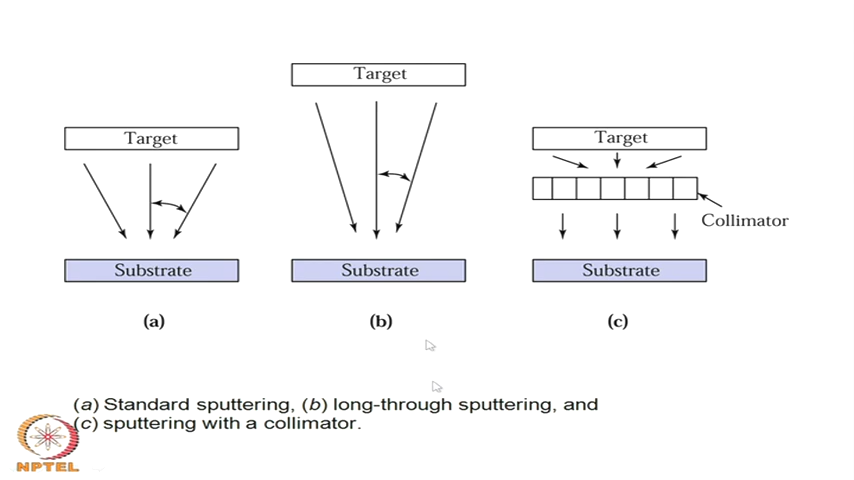 Target
Target
Target
Collimator
Substrate
Substrate
Substrate
(a)
(b)
(c)
(a) Standard sputtering, (b) long-through sputtering, and
(c) sputtering with a collimator.
NPTEL